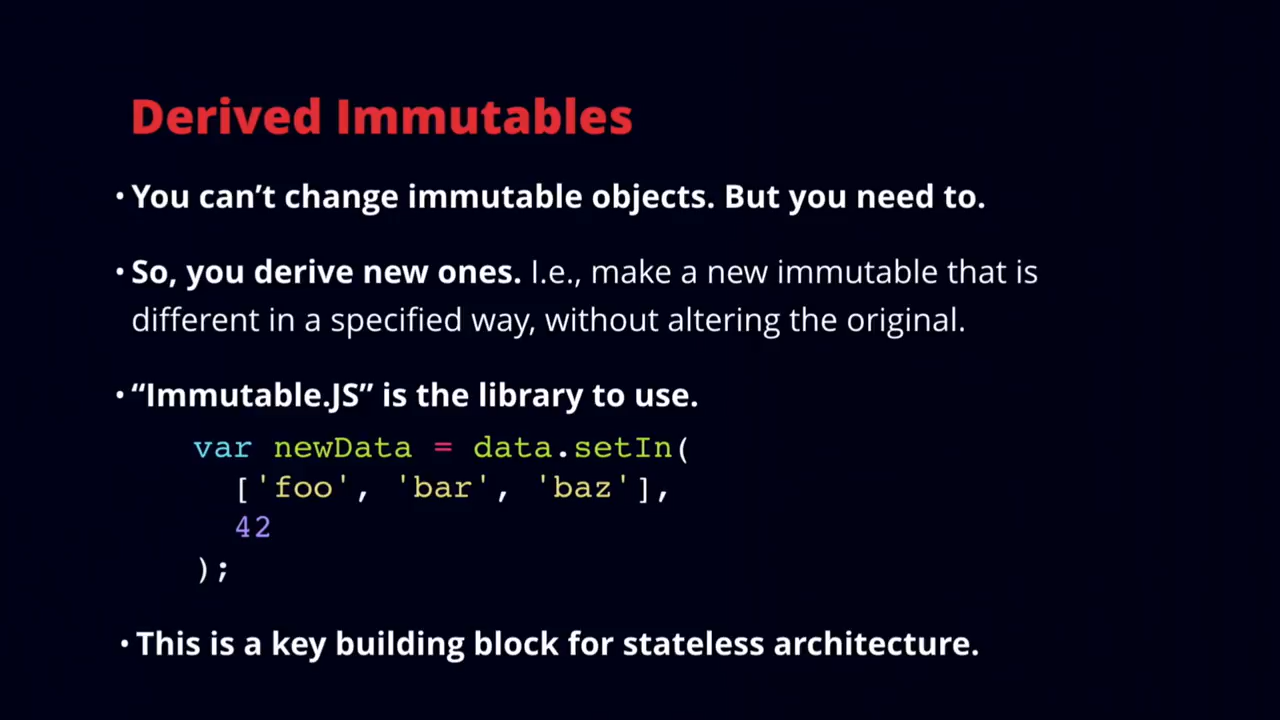 Derived Immutables
• You can’t change immutable objects. But you need to.
• So, you derive new ones. I.e., make a new immutable that is
different in a specified way, without altering the original.
• “Immutable.JS” is the library to use.
var newData = data.setIn(
['foo', 'bar', 'baz'],
42
);
• This is a key building block for stateless architecture.